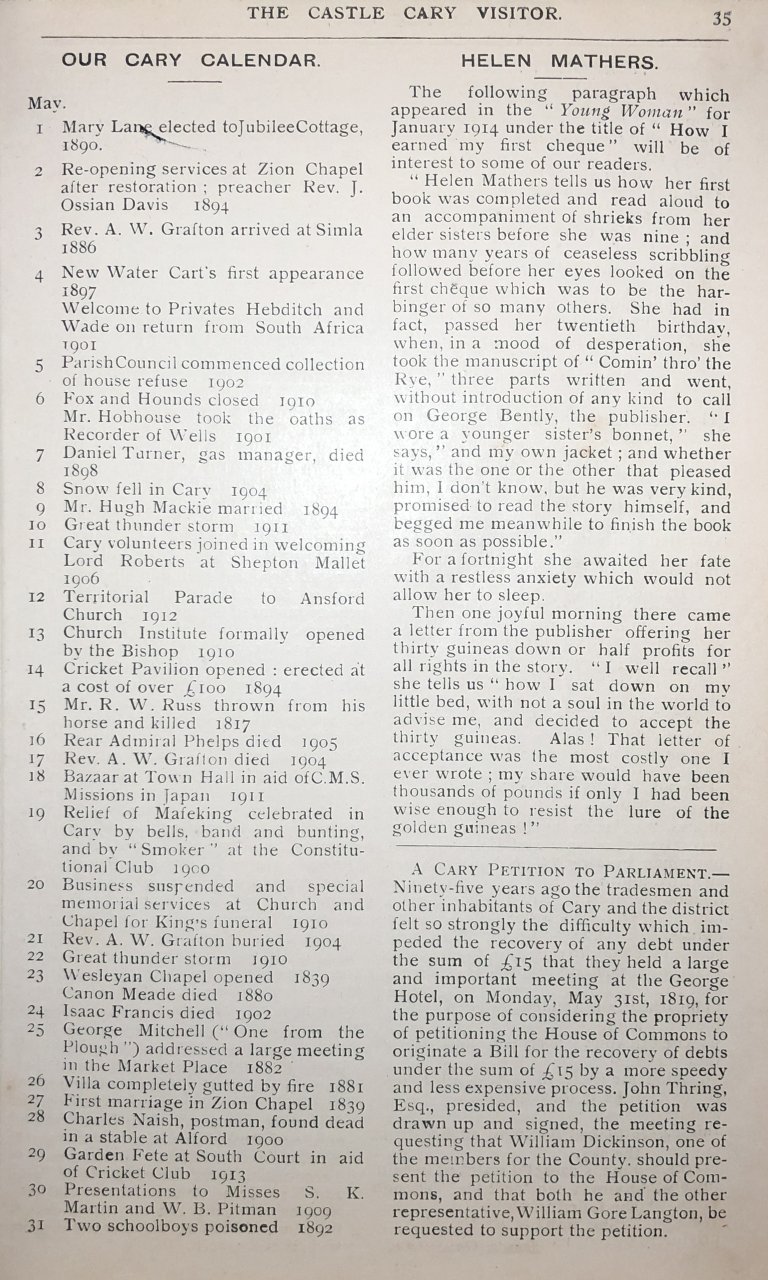 THE CASTLE CARY VISITOR.
35
OUR CARY CALENDAR.
May.
1 Mary Lane elected toJubileeCottage,
1890.
2 Re-opening services at Zion Chapel
after restoration ; preacher Rev. J.
Ossian Davis 1894
3 Rev. A. W. Grafton arrived at Simla
1886
4 New Water Cart's first appearance
1897
Welcome to Privates Hebditch and
Wade on return from South Africa
1901
5 Parish Council commenced collection
of house refuse 1902
6 Fox and Hounds closed 1910
Mr. Hobhouse took the oaths as
Recorder of Wells 1901
7 Daniel Turner, gas manager, died
1898
8 Snow fell in Cary 1904
9 Mr. Hugh Mackie married 1894
10 Great thunder storm 1911
11 Cary volunteers joined in welcoming
Lord Roberts at Shepton Mallet
1906
12 Territorial Parade to Ansford
Church 1912
13 Church Institute formally opened
by the Bishop 1910
14 Cricket Pavilion opened : erected at
a cost of over £100 1894
15 Mr. R. W. Russ thrown from his
horse and killed 1817
16 Rear Admiral Phelps died 1905
17 Rev. A. W. Grafton died 1904
18 Bazaar at Town Hall in aid ofC.M.S.
Missions in Japan 1911
19 Relief of Mafeking celebrated in
Cary by bells, band and bunting,
and by "Smoker" at the Constitu-
tional Club 1900
20 Business suspended and special
memorial services at Church and
Chapel for King's funeral 1910
21 Rev. A. W. Grafton buried 1904
22 Great thunder storm 1910
23 Wesleyan Chapel opened 1839
Canon Meade died 1880
24 Isaac Francis died 1902
25 George Mitchell (" One from the
Plough ") addressed a large meeting
in the Market Place 1882
26 Villa completely gutted by fire 1881
27 First marriage in Zion Chapel 1839
28 Charles Naish, postman, found dead
in a stable at Alford 1900
29 Garden Fete at South Court in aid
of Cricket Club 1913
30 Presentations to Misses S. K.
Martin and W. B. Pitman 1909
31 Two schoolboys poisoned 1892
HELEN MATHERS.
The following paragraph which
appeared in the " Young Woman " for
January 1914 under the title of " How I
earned my first cheque " will be of
interest to some of our readers.
" Helen Mathers tells us how her first
book was completed and read aloud to
an accompaniment of shrieks from her
elder sisters before she was nine ; and
how many years of ceaseless scribbling
followed before her eyes looked on the
first chēque which was to be the har-
binger of so many others. She had in
fact, passed her twentieth birthday,
when, in a mood of desperation, she
took the manuscript of " Comin' thro' the
Rye, " three parts written and went,
without introduction of any kind to call
on George Bently, the publisher. " I
wore a younger sister's bonnet, " she
says, " and my own jacket ; and whether
it was the one or the other that pleased
him, I don't know, but he was very kind,
promised to read the story himself, and
begged me meanwhile to finish the book
as soon as possible."
For a fortnight she awaited her fate
with a restless anxiety which would not
allow her to sleep.
Then one joyful morning there came
a letter from the publisher offering her
thirty guineas down or half profits for
all rights in the story. " I well recall "
she tells us " how I sat down on my
little bed, with not a soul in the world to
advise me, and decided to accept the
thirty guineas. Alas ! That letter of
acceptance was the most costly one I
ever wrote ; my share would have been
thousands of pounds if only I had been
wise enough to resist the lure of the
golden guineas ! "
A CARY PETITION TO PARLIAMENT.—
Ninety-five years ago the tradesmen and
other inhabitants of Cary and the district
felt so strongly the difficulty which im-
peded the recovery of any debt under
the sum of £15 that they held a large
and important meeting at the George
Hotel, on Monday, May 31st, 1819, for
the purpose of considering the propriety
of petitioning the House of Commons to
originate a Bill for the recovery of debts
under the sum of £15 by a more speedy
and less expensive process. John Thring,
Esq., presided, and the petition was
drawn up and signed, the meeting re-
questing that William Dickinson, one of
the members for the County. should pre-
sent the petition to the House of Com-
mons, and that both he and the other
representative, William Gore Langton, be
requested to support the petition.